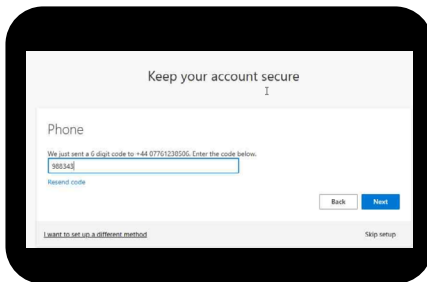 Keep your account secure
Phone
We just sent a 6 digit code to +44 07761238506. Enter the code below.
988343
Resend code
Back Next
I want to set up a different method Skip setup